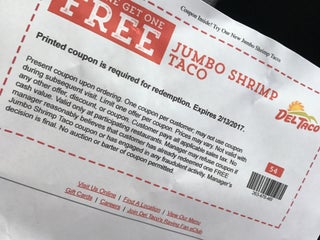 Coupon Inside! Try Our New Jumbo Shrimp Tacos
GET ONE
FREE
JUMBO SHRIMP
TACO
Printed coupon is required for redemption. Expires 2/13/2017.
Present coupon upon ordering. One coupon per customer; may not use coupon
during subsequent visit. Limit one offer per coupon. Prices may vary. Not valid with
any other offer, discount, or coupon. Customer pays all applicable sales tax. No
cash value. Valid only at participating restaurants. Manager may refuse coupon if
manager reasonably believes customer has already redeemed one FREE
Jumbo Shrimp Taco coupon or has engaged in any fraudulent activity. Manager's
decision is final. No auction or barter of coupon permitted.
DEL TACO
54
Visit Us Online | Find A Location | View Our Menu
Gift Cards | Careers | Join Del Taco's Raving Fan eClub